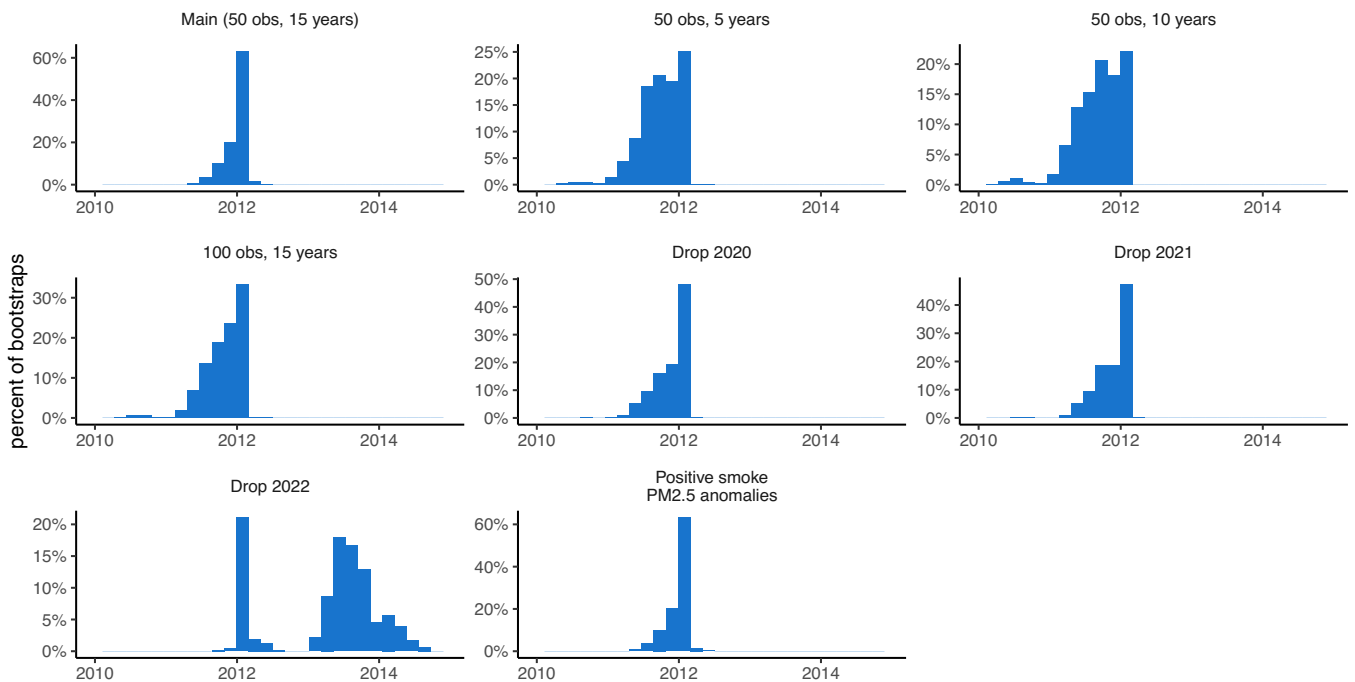 Main (50 obs, 15 years)
60%
40%
20%
0%
2010 2012 2014
50 obs, 5 years
25%
20%
15%
10%
5%
0%
2010 2012 2014
50 obs, 10 years
20%
15%
10%
5%
0%
2010 2012 2014
percent of bootstraps
100 obs, 15 years
30%
20%
10%
0%
2010 2012 2014
Drop 2020
50%
40%
30%
20%
10%
0%
2010 2012 2014
Drop 2021
40%
30%
20%
10%
0%
2010 2012 2014
Drop 2022
20%
15%
10%
5%
0%
2010 2012 2014
Positive smoke
PM2.5 anomalies
60%
40%
20%
0%
2010 2012 2014